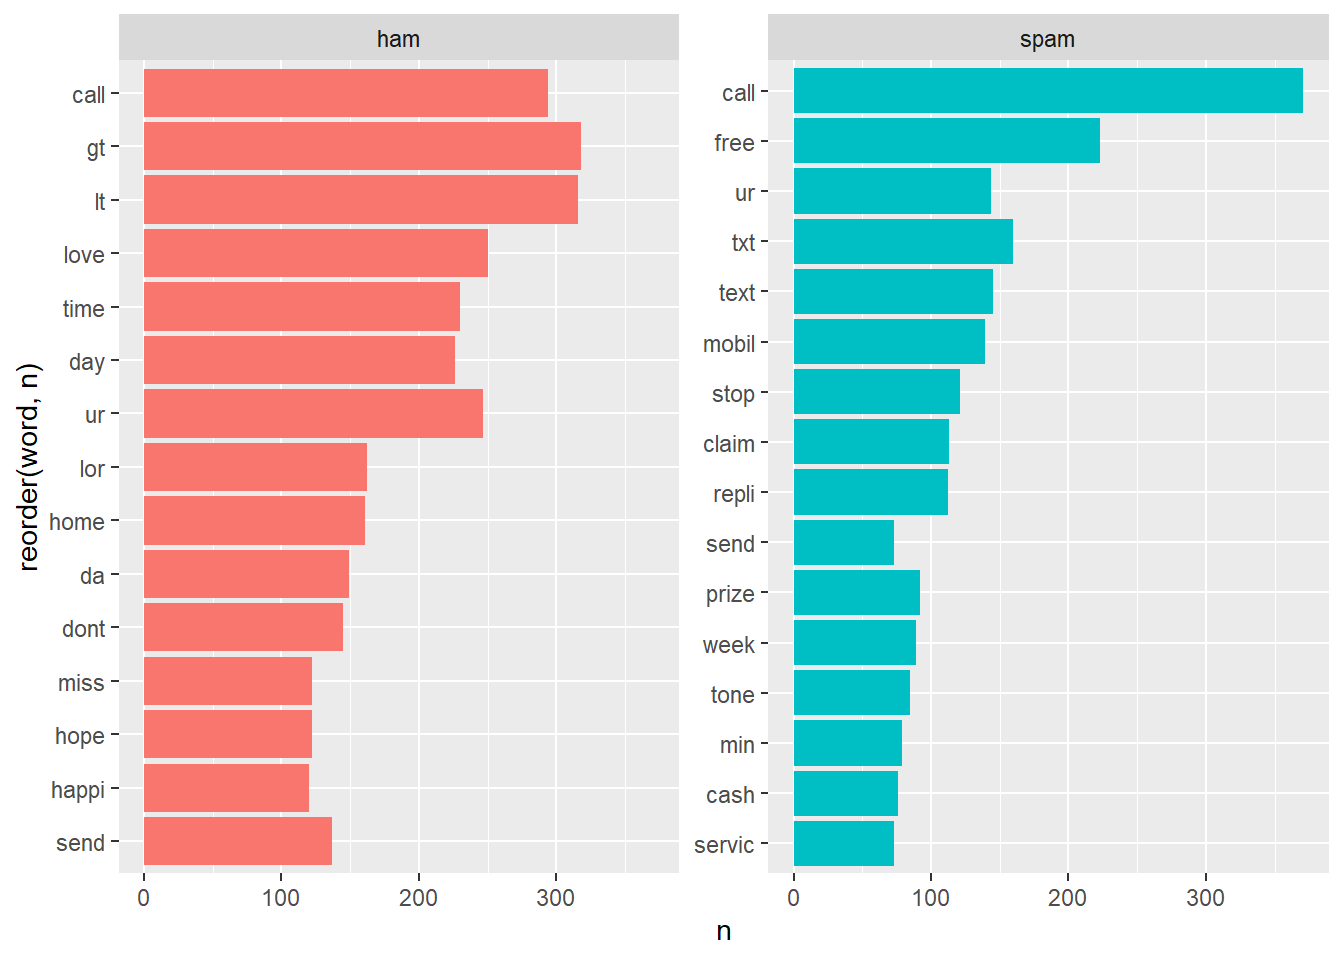 ham
call
gt
lt
love
time
day
ur
lor
home
da
dont
miss
hope
happi
send
0 100 200 300
spam
call
free
ur
txt
text
mobil
stop
claim
repli
send
prize
week
tone
min
cash
servic
0 100 200 300
reorder(word, n)
n